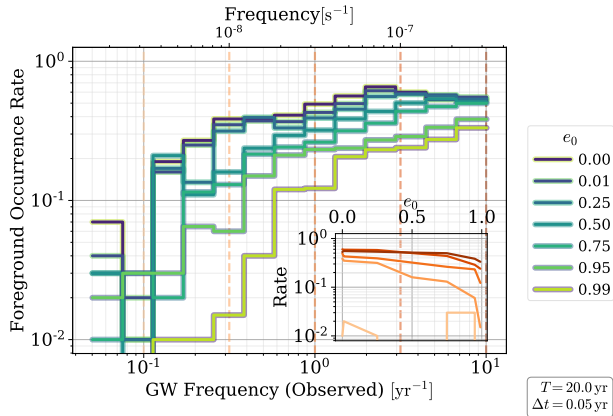 Frequency[s⁻¹]
10⁻⁸ 10⁻⁷
Foreground Occurrence Rate
10⁰
10⁻¹
10⁻²
10⁻¹ 10⁰ 10¹
GW Frequency (Observed) [yr⁻¹]
e₀
0.0 0.5 1.0
Rate
10⁰
10⁻¹
10⁻²
e₀
0.00
0.01
0.25
0.50
0.75
0.95
0.99
T = 20.0 yr
Δt = 0.05 yr